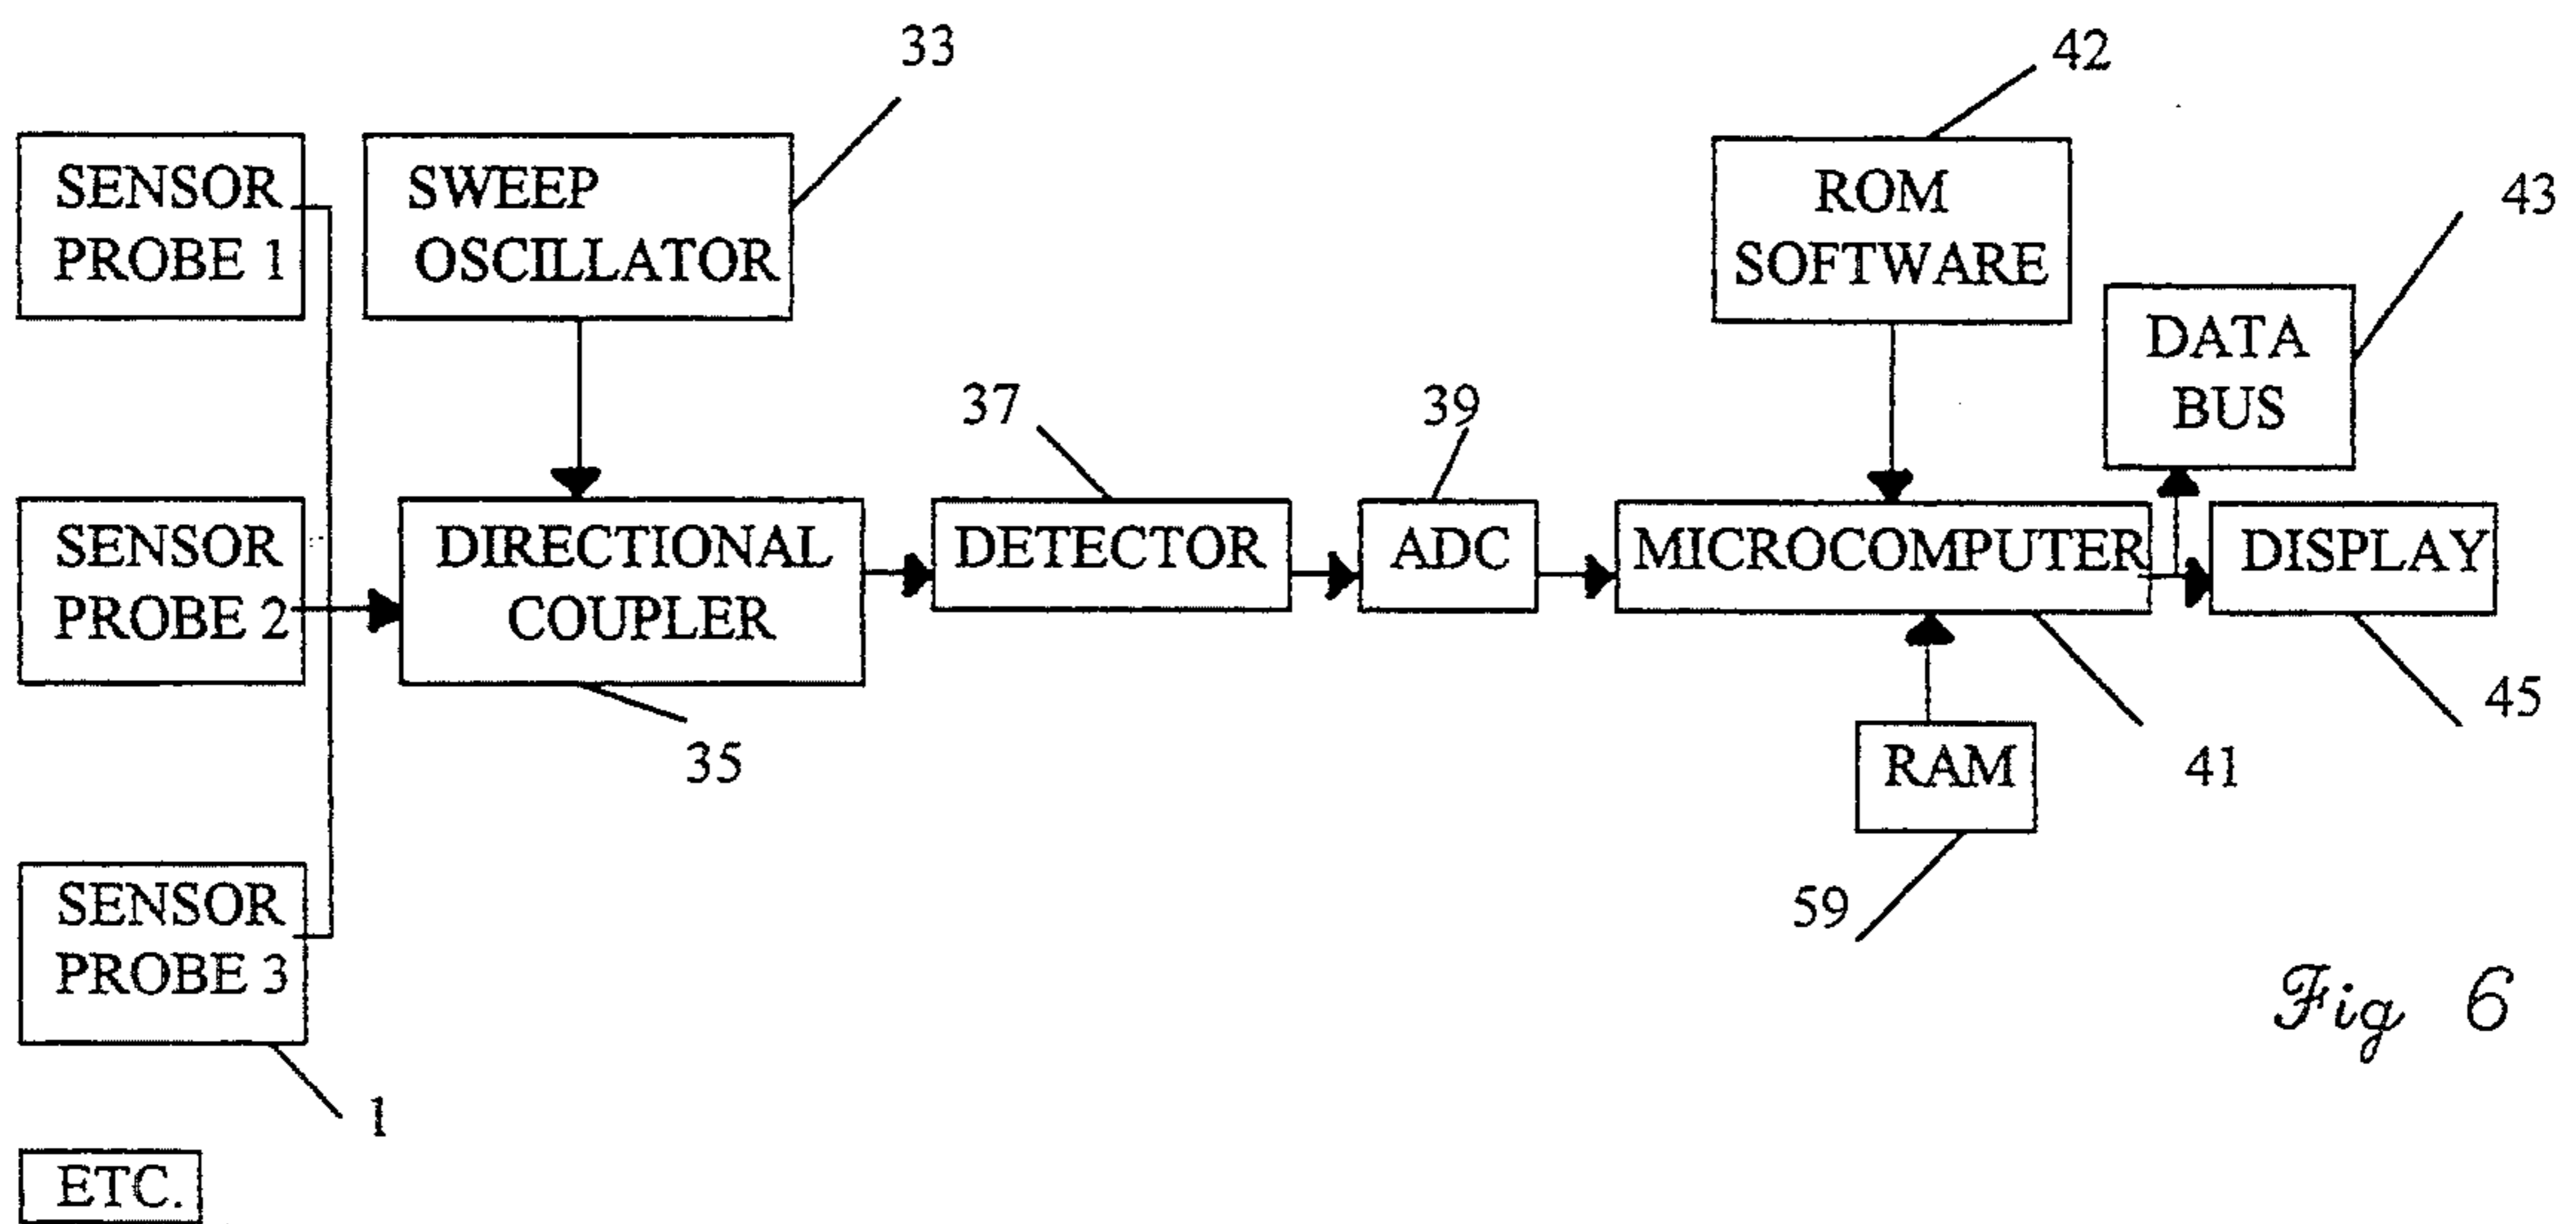 33
42
SENSOR
PROBE 1
SWEEP
OSCILLATOR
ROM
SOFTWARE
43
DATA
BUS
37
39
SENSOR
PROBE 2
DIRECTIONAL
COUPLER
DETECTOR
ADC
MICROCOMPUTER
DISPLAY
35
RAM
41
45
59
SENSOR
PROBE 3
1
ETC.
Fig 6